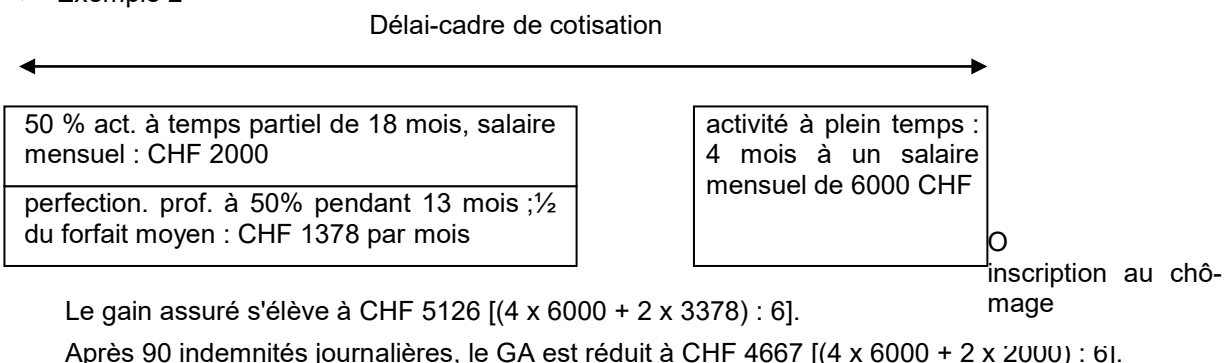 Exemple 2
Délai-cadre de cotisation
50 % act. à temps partiel de 18 mois, salaire
mensuel : CHF 2000
perfection. prof. à 50% pendant 13 mois ;½
du forfait moyen : CHF 1378 par mois
activité à plein temps :
4 mois à un salaire
mensuel de 6000 CHF
O
inscription au chô-
mage
Le gain assuré s'élève à CHF 5126 [(4 x 6000 + 2 x 3378) : 6].
Après 90 indemnités journalières, le GA est réduit à CHF 4667 [(4 x 6000 + 2 x 2000) : 6].